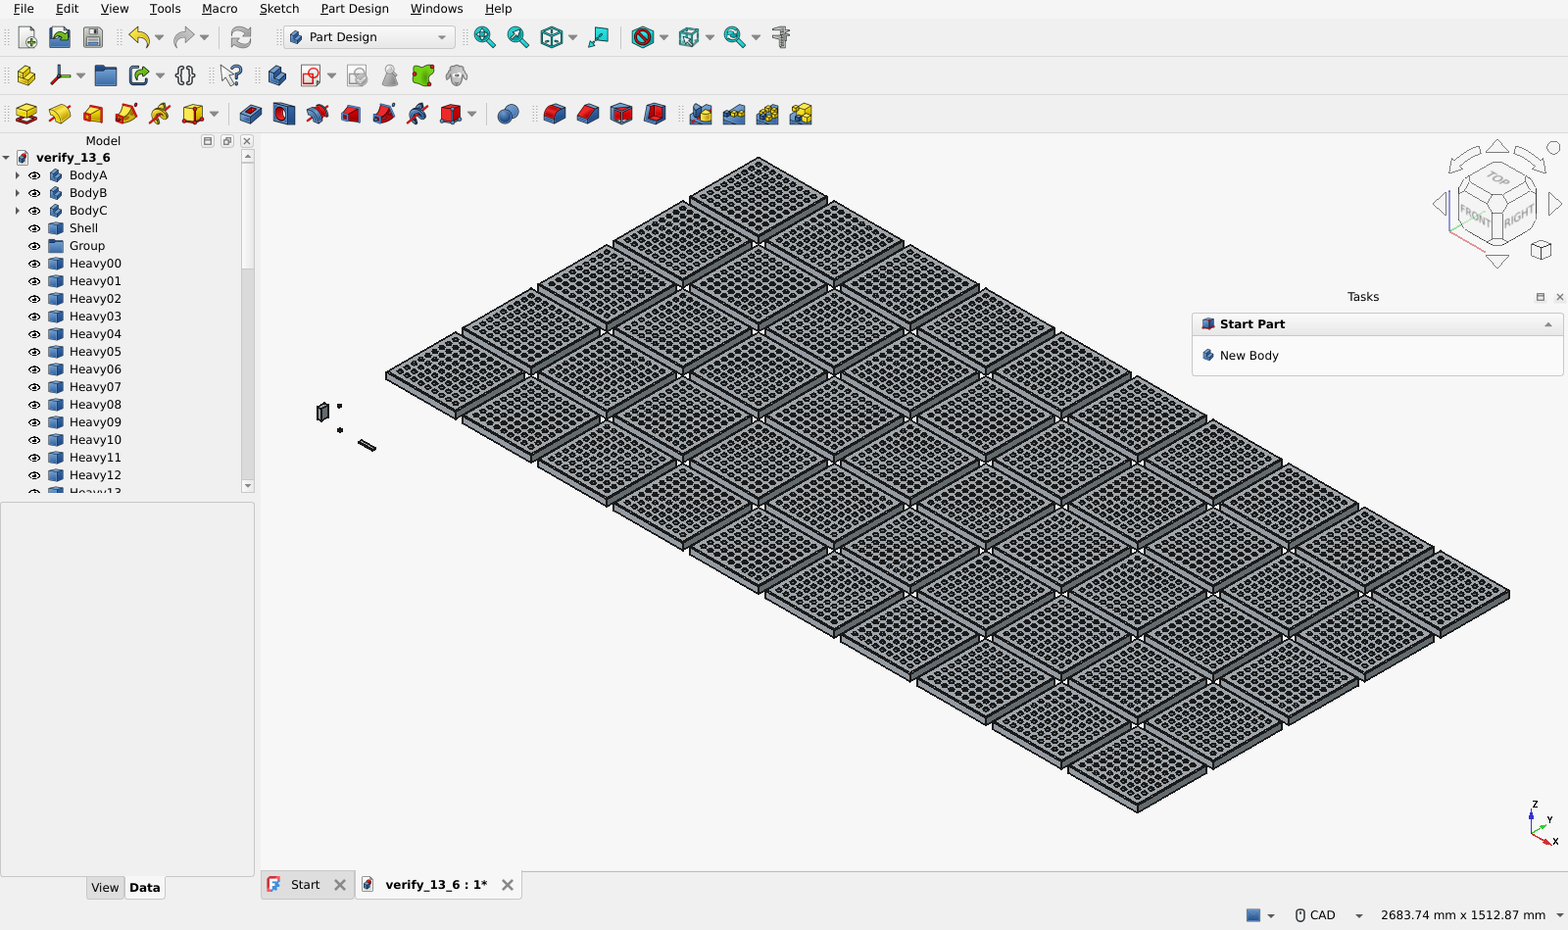 File Edit View Tools Macro Sketch Part Design Windows Help
Part Design
Model
verify_13_6
BodyA
BodyB
BodyC
Shell
Group
Heavy00
Heavy01
Heavy02
Heavy03
Heavy04
Heavy05
Heavy06
Heavy07
Heavy08
Heavy09
Heavy10
Heavy11
Heavy12
Heavy13
TOP
FRONT
RIGHT
Tasks
Start Part
New Body
Z
Y
X
View Data
Start
verify_13_6 : 1*
CAD
2683.74 mm x 1512.87 mm